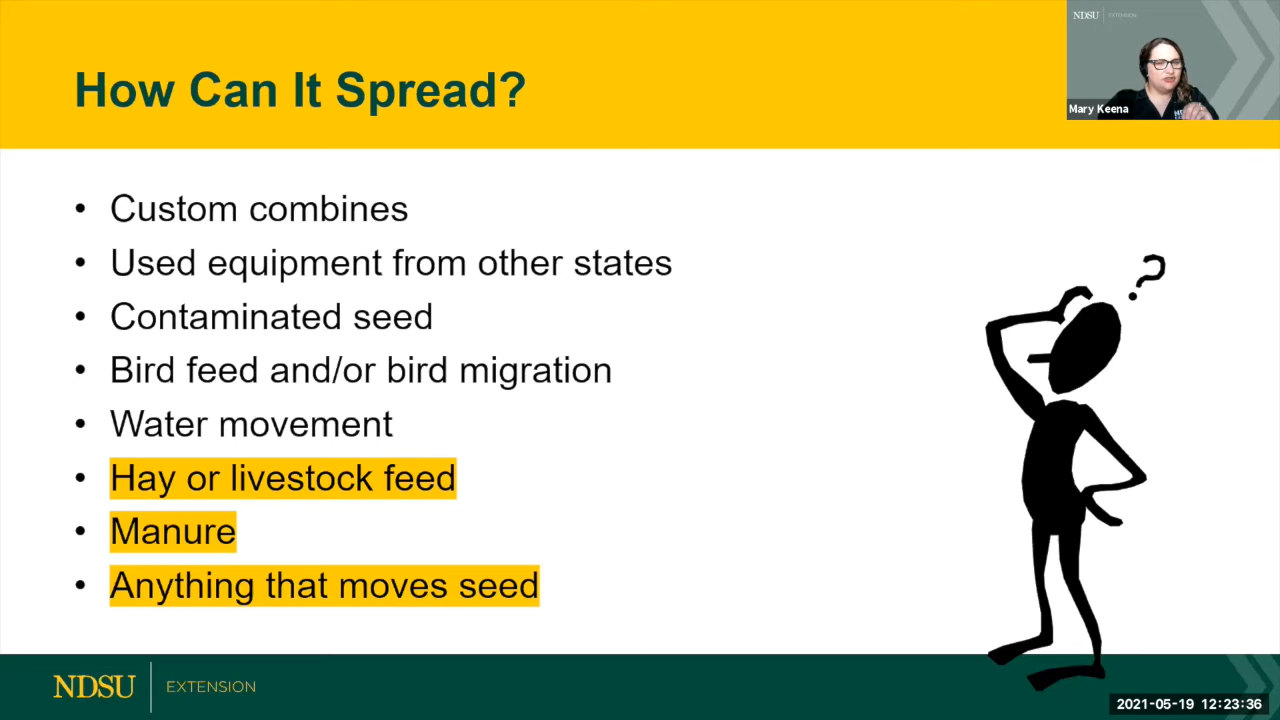 How Can It Spread?
NDSU EXTENSION
Mary Keena
• Custom combines
• Used equipment from other states
• Contaminated seed
• Bird feed and/or bird migration
• Water movement
• Hay or livestock feed
• Manure
• Anything that moves seed
?
NDSU EXTENSION
2021-05-19 12:23:36